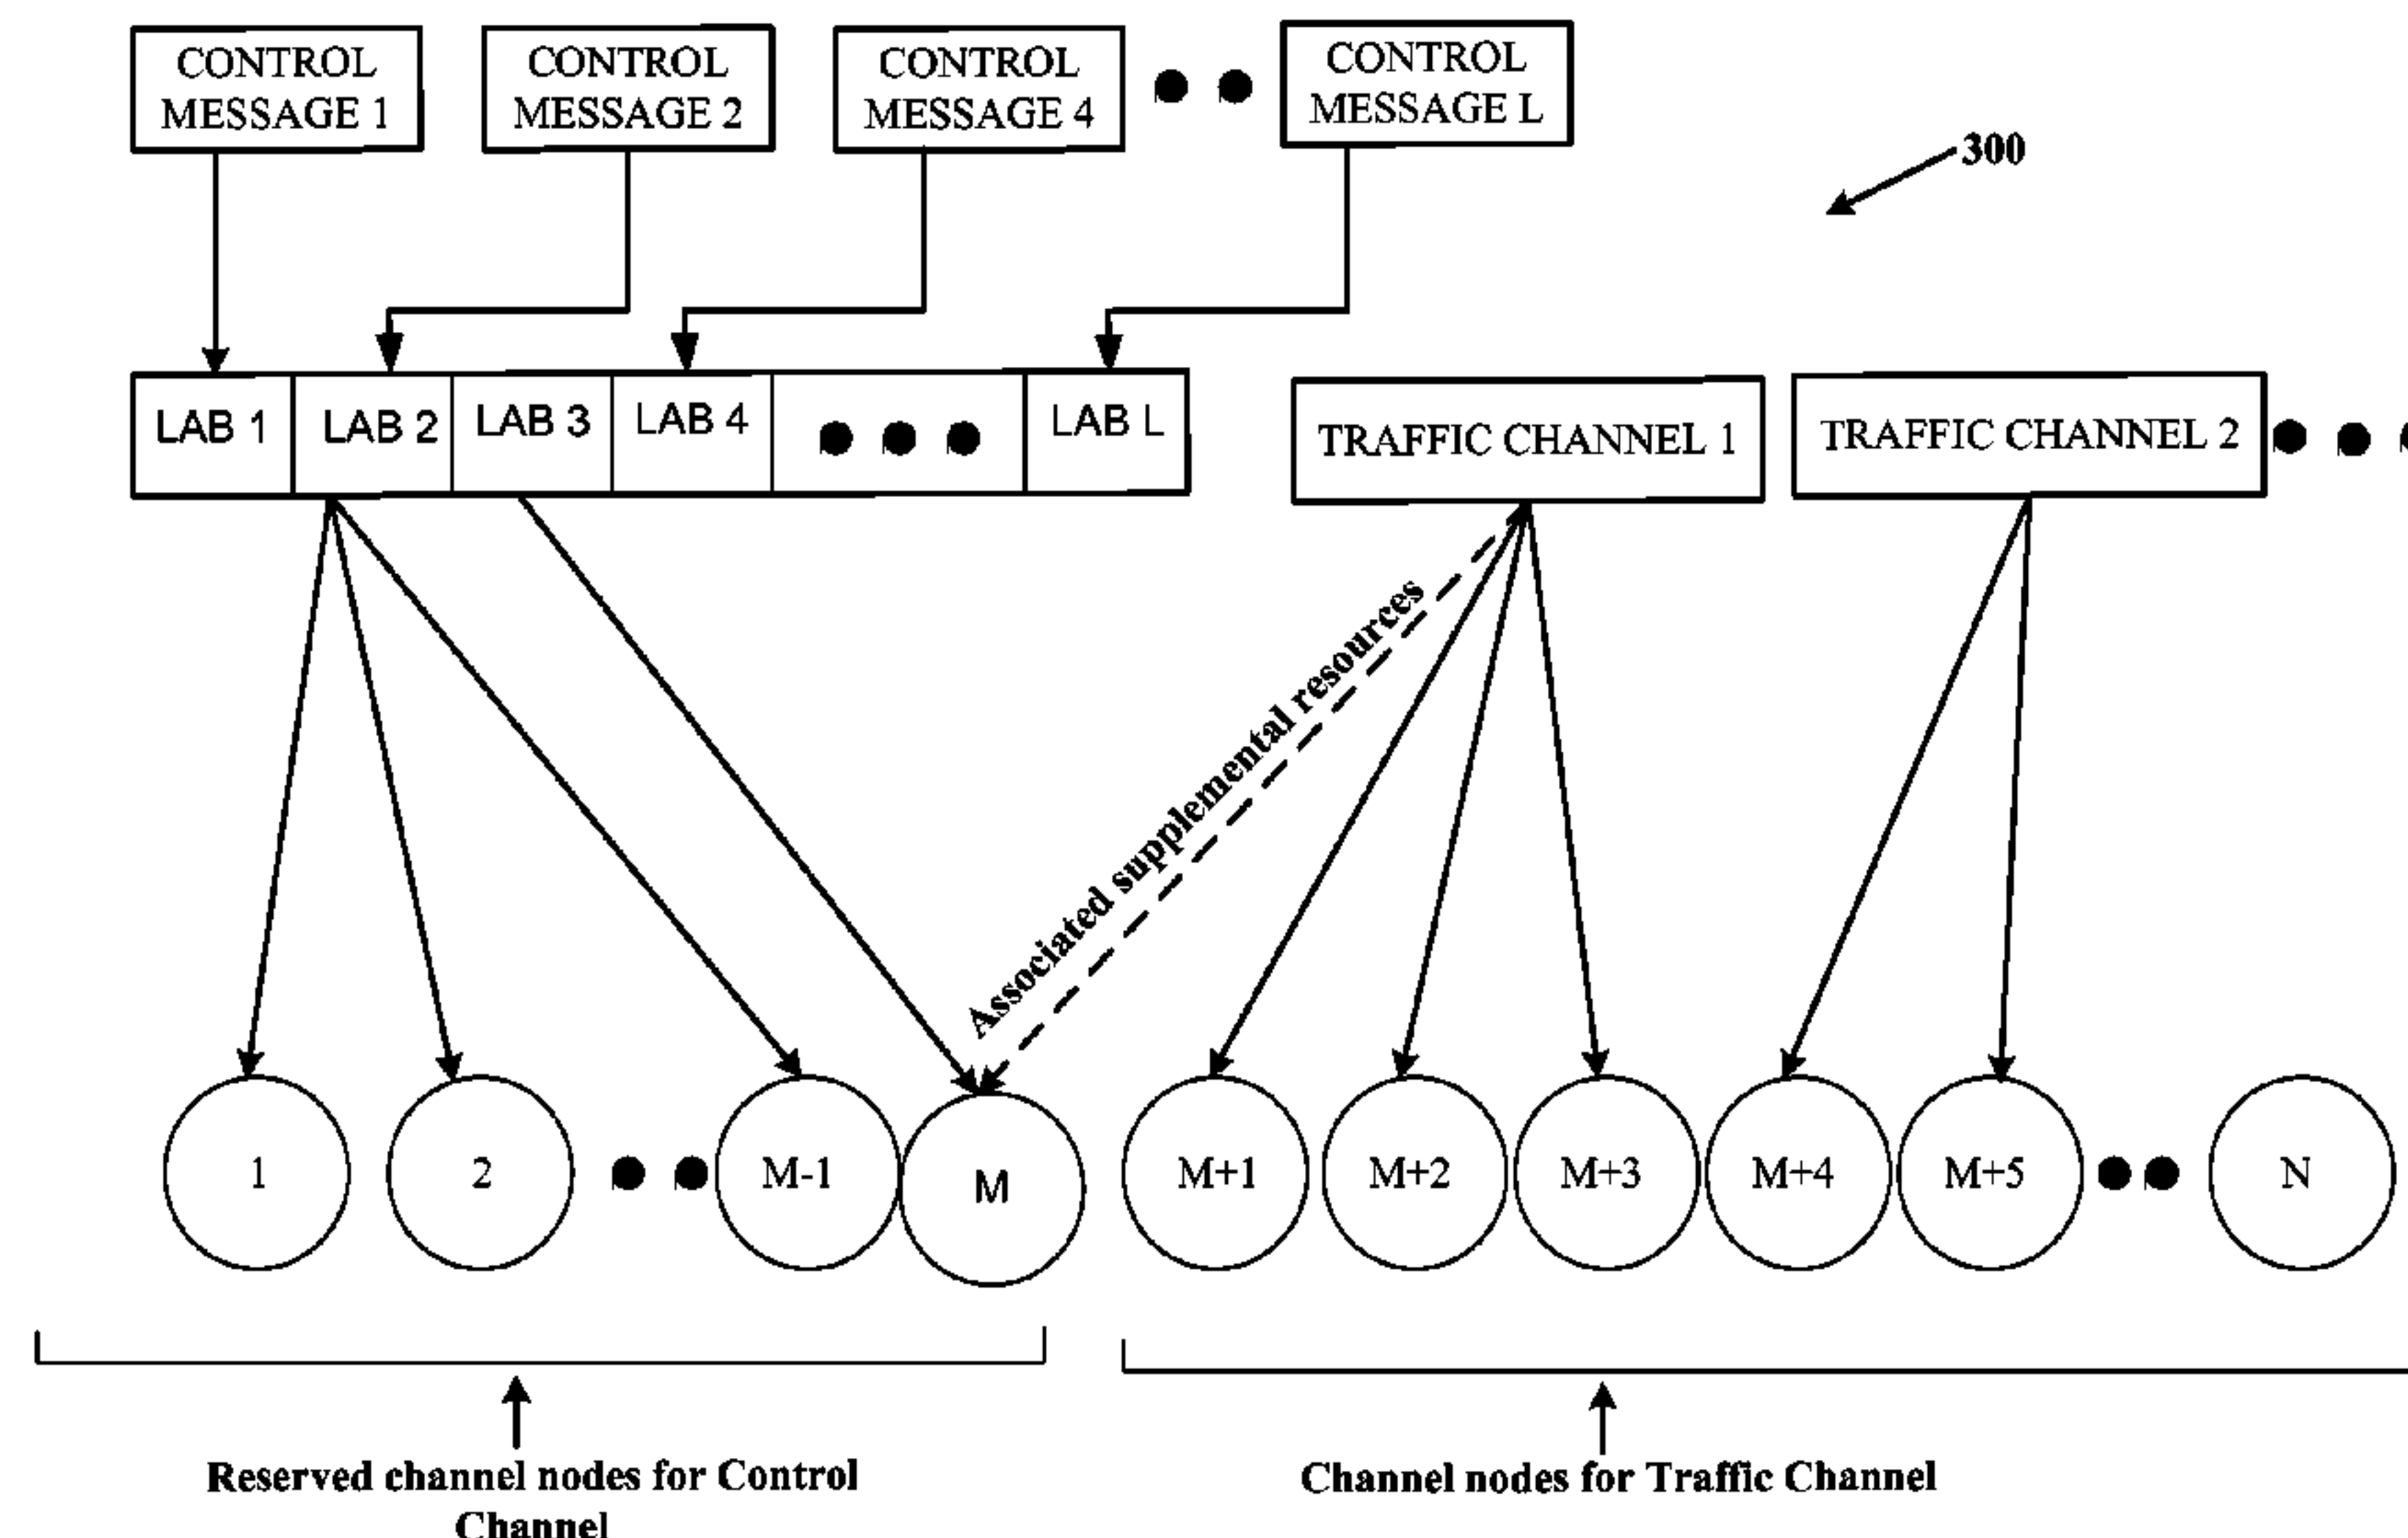 CONTROL
MESSAGE 1
CONTROL
MESSAGE 2
CONTROL
MESSAGE 4
CONTROL
MESSAGE L
300
LAB 1
LAB 2
LAB 3
LAB 4
LAB L
TRAFFIC CHANNEL 1
TRAFFIC CHANNEL 2
Associated supplemental resources
1
2
M-1
M
M+1
M+2
M+3
M+4
M+5
N
Reserved channel nodes for Control
Channel
Channel nodes for Traffic Channel